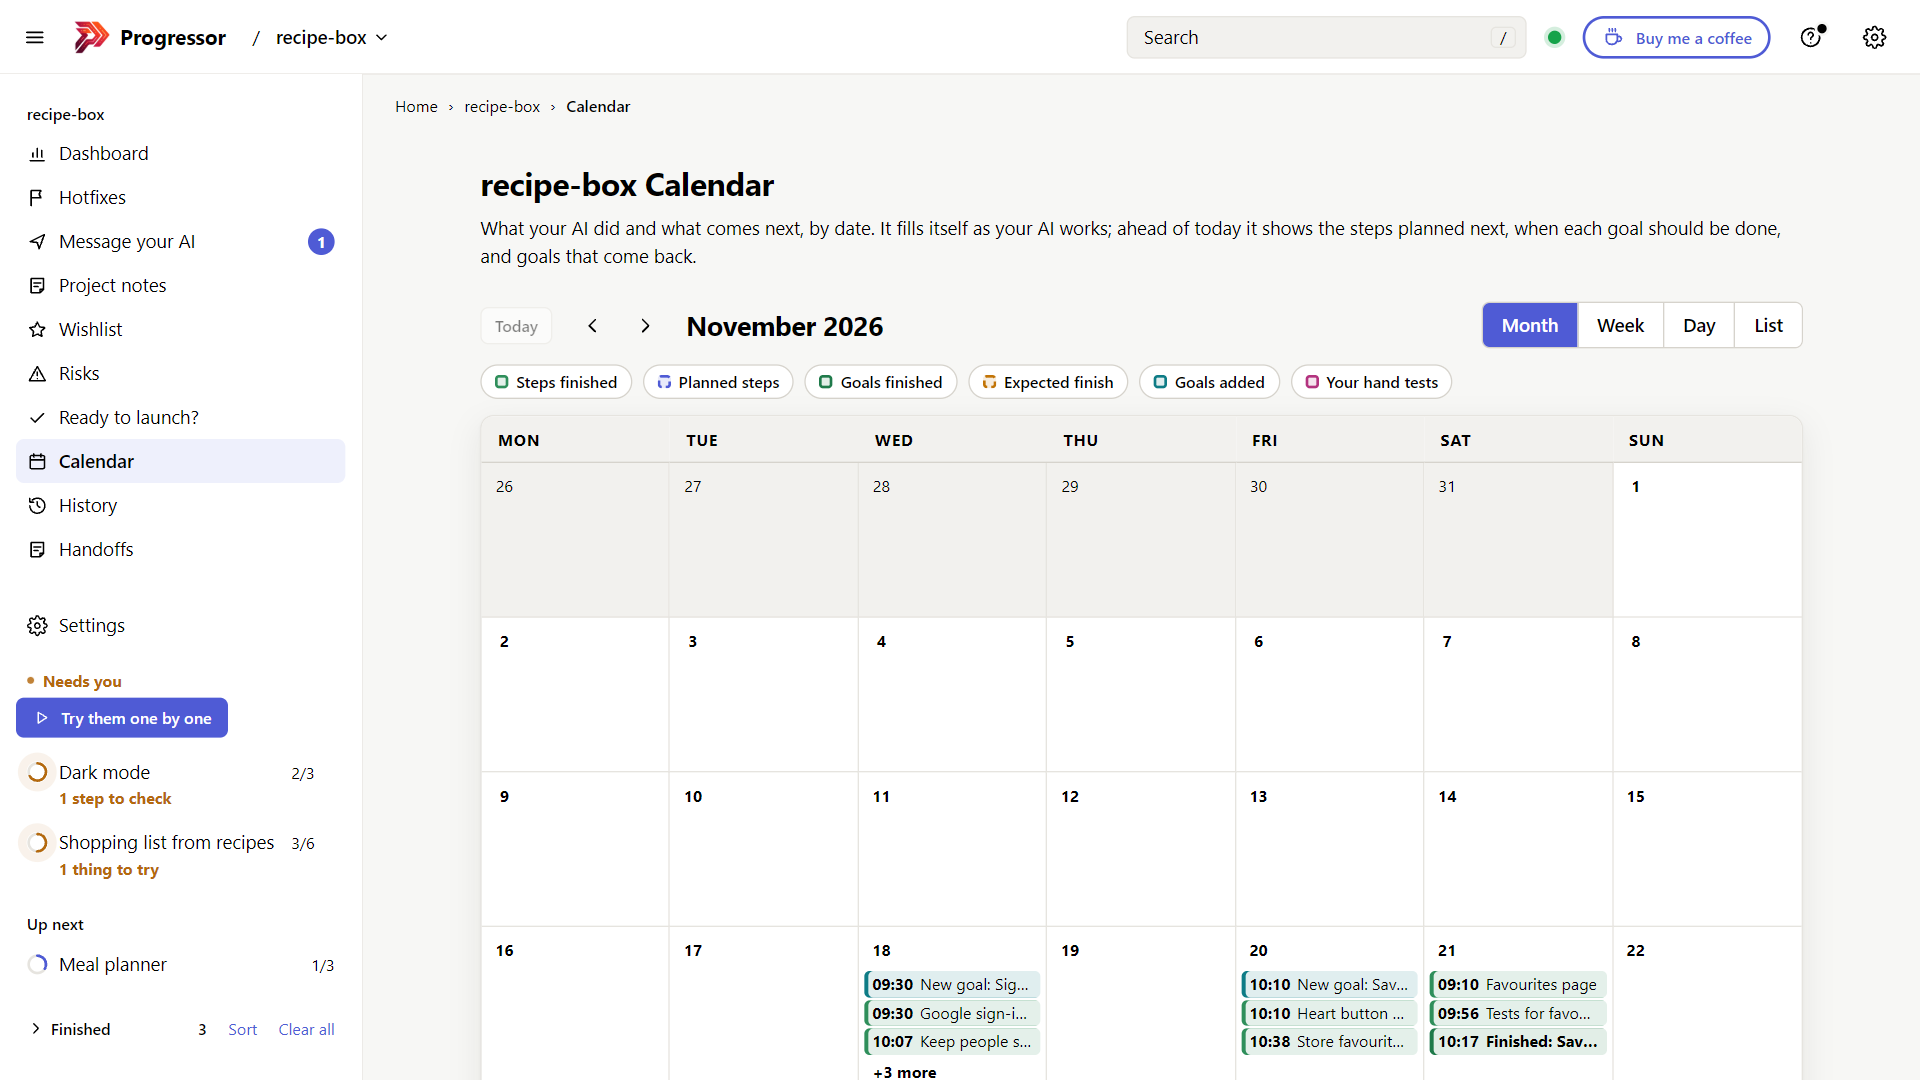 Progressor / recipe-box
Search /
Buy me a coffee
recipe-box
Dashboard
Hotfixes
Message your AI 1
Project notes
Wishlist
Risks
Ready to launch?
Calendar
History
Handoffs
Settings
Needs you
Try them one by one
Dark mode 2/3
1 step to check
Shopping list from recipes 3/6
1 thing to try
Up next
Meal planner 1/3
Finished 3 Sort Clear all
Home › recipe-box › Calendar
recipe-box Calendar
What your AI did and what comes next, by date. It fills itself as your AI works; ahead of today it shows the steps planned next, when each goal should be done,
and goals that come back.
Today November 2026
Month Week Day List
Steps finished Planned steps Goals finished Expected finish Goals added Your hand tests
MON TUE WED THU FRI SAT SUN
26 27 28 29 30 31 1
2 3 4 5 6 7 8
9 10 11 12 13 14 15
16 17 18 19 20 21 22
09:30 New goal: Sig... 10:10 New goal: Sav... 09:10 Favourites page
09:30 Google sign-i... 10:10 Heart button ... 09:56 Tests for favo...
10:07 Keep people s... 10:38 Store favourit... 10:17 Finished: Sav...
+3 more